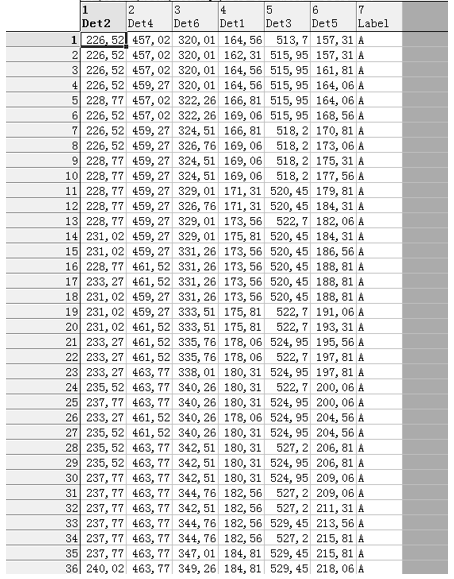 1 2 3 4 5 6 7
Det2 Det4 Det6 Det1 Det3 Det5 Label
1 226,52 457,02 320,01 164,56 513,7 157,31 A
2 226,52 457,02 320,01 162,31 515,95 157,31 A
3 226,52 457,02 320,01 164,56 515,95 161,81 A
4 226,52 459,27 320,01 164,56 515,95 164,06 A
5 228,77 457,02 322,26 166,81 515,95 164,06 A
6 226,52 457,02 322,26 169,06 515,95 168,56 A
7 226,52 459,27 324,51 166,81 518,2 170,81 A
8 226,52 459,27 326,76 169,06 518,2 173,06 A
9 228,77 459,27 324,51 169,06 518,2 175,31 A
10 228,77 459,27 324,51 169,06 518,2 177,56 A
11 228,77 459,27 329,01 171,31 520,45 179,81 A
12 228,77 459,27 326,76 171,31 520,45 184,31 A
13 228,77 459,27 329,01 173,56 522,7 182,06 A
14 231,02 459,27 329,01 175,81 520,45 184,31 A
15 231,02 459,27 331,26 173,56 520,45 186,56 A
16 228,77 461,52 331,26 173,56 520,45 188,81 A
17 233,27 461,52 331,26 173,56 520,45 188,81 A
18 231,02 459,27 331,26 173,56 520,45 188,81 A
19 231,02 459,27 333,51 175,81 522,7 191,06 A
20 231,02 461,52 333,51 175,81 522,7 193,31 A
21 233,27 461,52 335,76 178,06 524,95 195,56 A
22 233,27 461,52 335,76 178,06 522,7 197,81 A
23 233,27 463,77 338,01 180,31 524,95 197,81 A
24 235,52 463,77 340,26 180,31 522,7 200,06 A
25 237,77 463,77 340,26 180,31 524,95 200,06 A
26 233,27 461,52 340,26 178,06 524,95 204,56 A
27 235,52 461,52 340,26 180,31 524,95 204,56 A
28 235,52 463,77 342,51 180,31 527,2 206,81 A
29 235,52 463,77 342,51 180,31 524,95 206,81 A
30 237,77 463,77 342,51 180,31 524,95 209,06 A
31 237,77 463,77 344,76 182,56 527,2 209,06 A
32 237,77 463,77 342,51 182,56 527,2 211,31 A
33 237,77 463,77 344,76 182,56 529,45 213,56 A
34 237,77 463,77 344,76 182,56 527,2 215,81 A
35 237,77 463,77 347,01 184,81 529,45 215,81 A
36 240,02 463,77 349,26 184,81 529,45 218,06 A